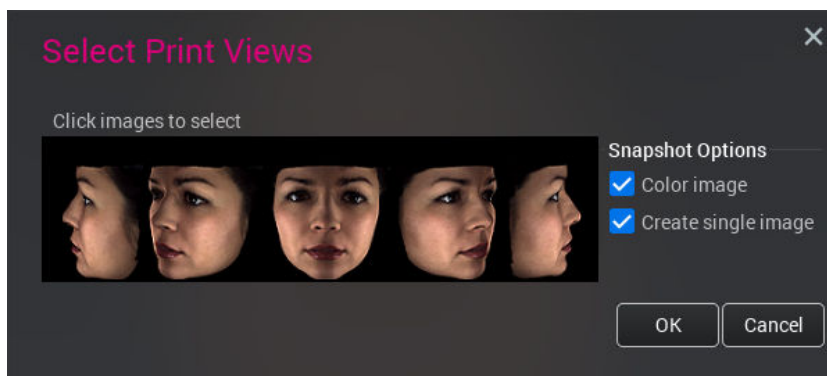 Select Print Views
Click images to select
Snapshot Options
Color image
Create single image
OK
Cancel